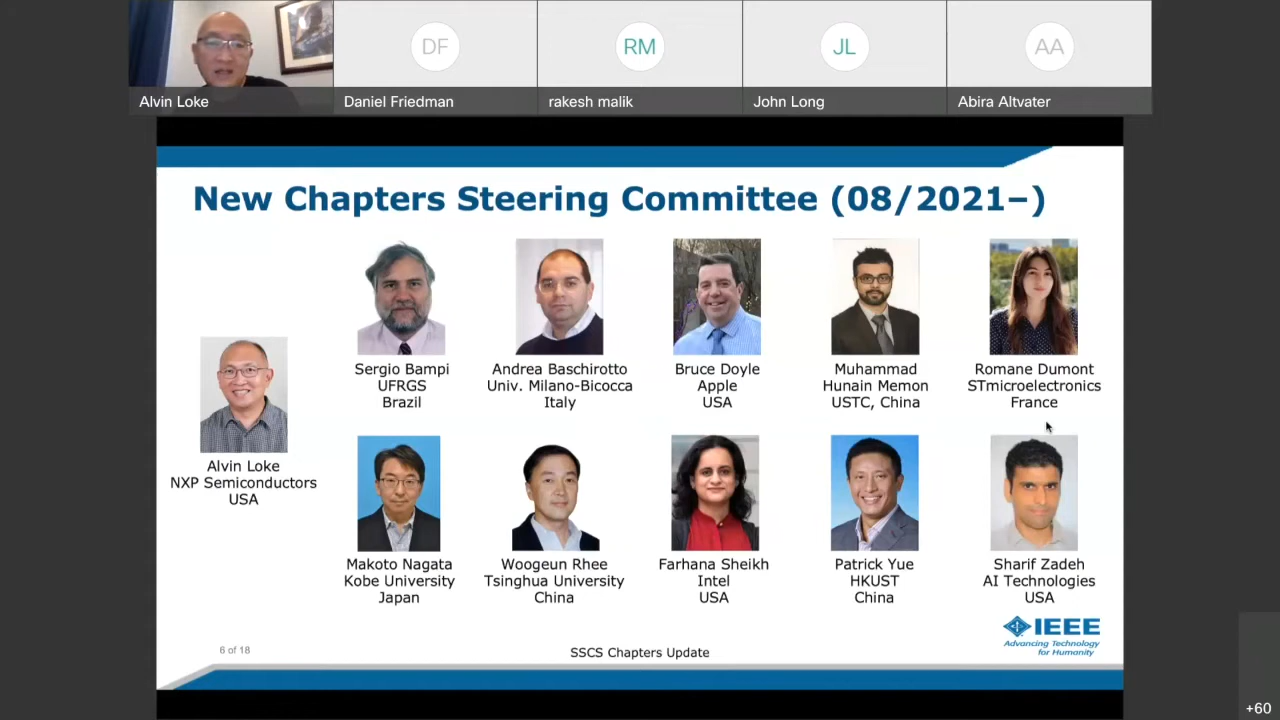 DF
RM
JL
AA
Alvin Loke
Daniel Friedman
rakesh malik
John Long
Abira Altvater
New Chapters Steering Committee (08/2021–)
Sergio Bampi
UFRGS
Brazil
Andrea Baschirotto
Univ. Milano-Bicocca
Italy
Bruce Doyle
Apple
USA
Muhammad
Hunain Memon
USTC, China
Romane Dumont
STmicroelectronics
France
Alvin Loke
NXP Semiconductors
USA
Makoto Nagata
Kobe University
Japan
Woogeun Rhee
Tsinghua University
China
Farhana Sheikh
Intel
USA
Patrick Yue
HKUST
China
Sharif Zadeh
AI Technologies
USA
IEEE
Advancing Technology
for Humanity
6 of 18
SSCS Chapters Update
+60